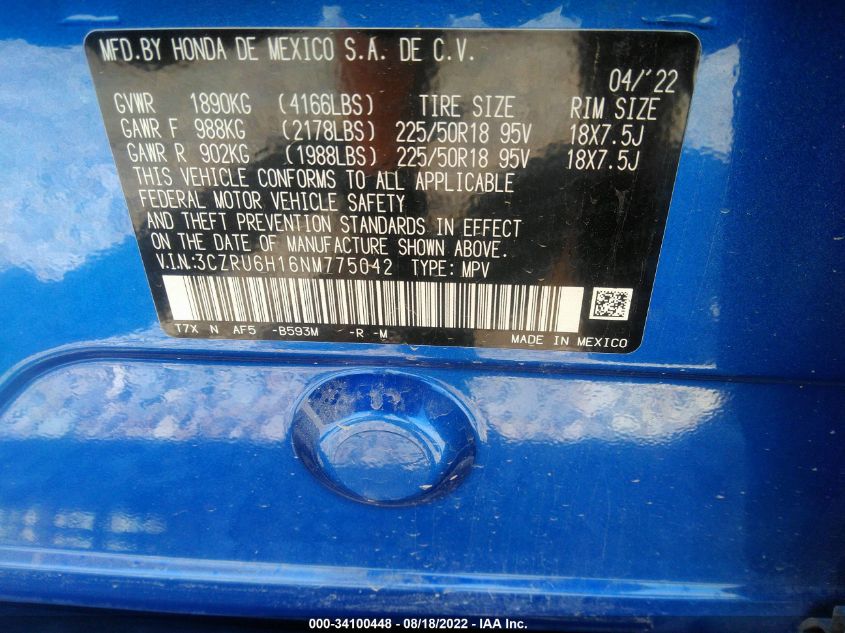 MFD.BY HONDA DE MEXICO S.A. DE C.V.
04/'22
GVWR 1890KG (4166LBS) TIRE SIZE RIM SIZE
GAWR F 988KG (2178LBS) 225/50R18 95V 18X7.5J
GAWR R 902KG (1988LBS) 225/50R18 95V 18X7.5J
THIS VEHICLE CONFORMS TO ALL APPLICABLE
FEDERAL MOTOR VEHICLE SAFETY
AND THEFT PREVENTION STANDARDS IN EFFECT
ON THE DATE OF MANUFACTURE SHOWN ABOVE.
V.I.N.:3CZRU6H16NM775042 TYPE: MPV
T7X N AF5 -B593M -R -M
MADE IN MEXICO
000-34100448 - 08/18/2022 - IAA Inc.